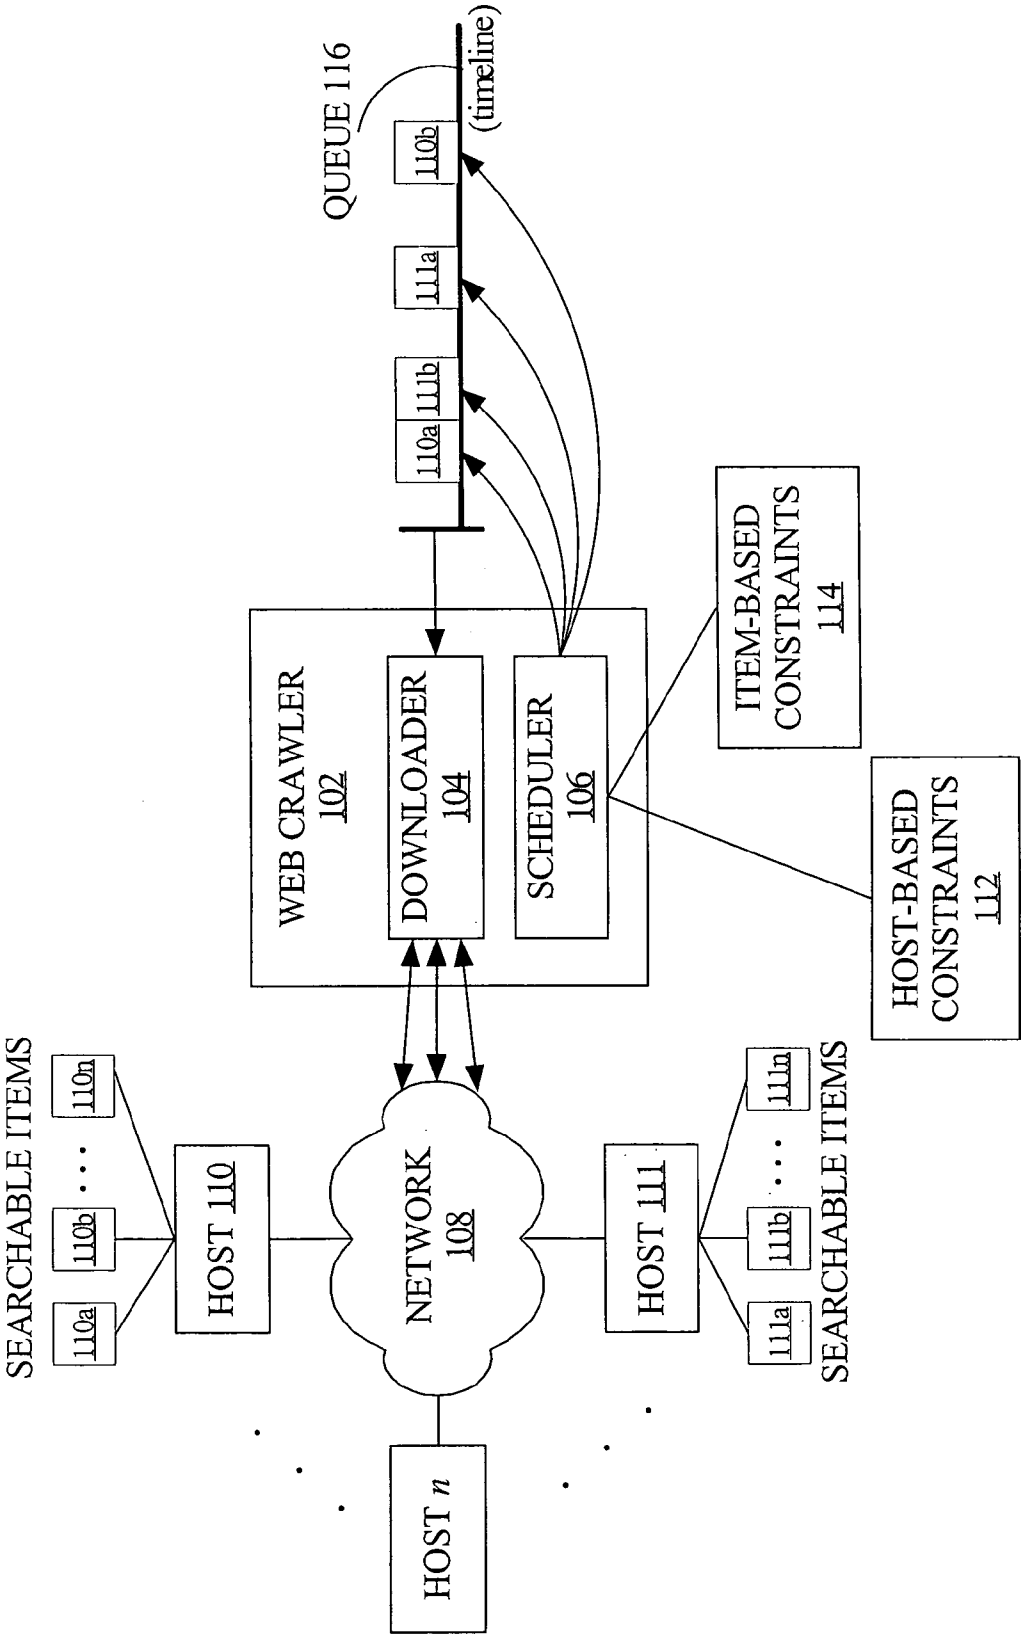 SEARCHABLE ITEMS
110a
110b
110n
HOST 110
HOST n
NETWORK
108
HOST 111
111a
111b
111n
SEARCHABLE ITEMS
WEB CRAWLER
102
DOWNLOADER
104
SCHEDULER
106
HOST-BASED
CONSTRAINTS
112
ITEM-BASED
CONSTRAINTS
114
QUEUE 116
110a
111b
111a
110b
(timeline)